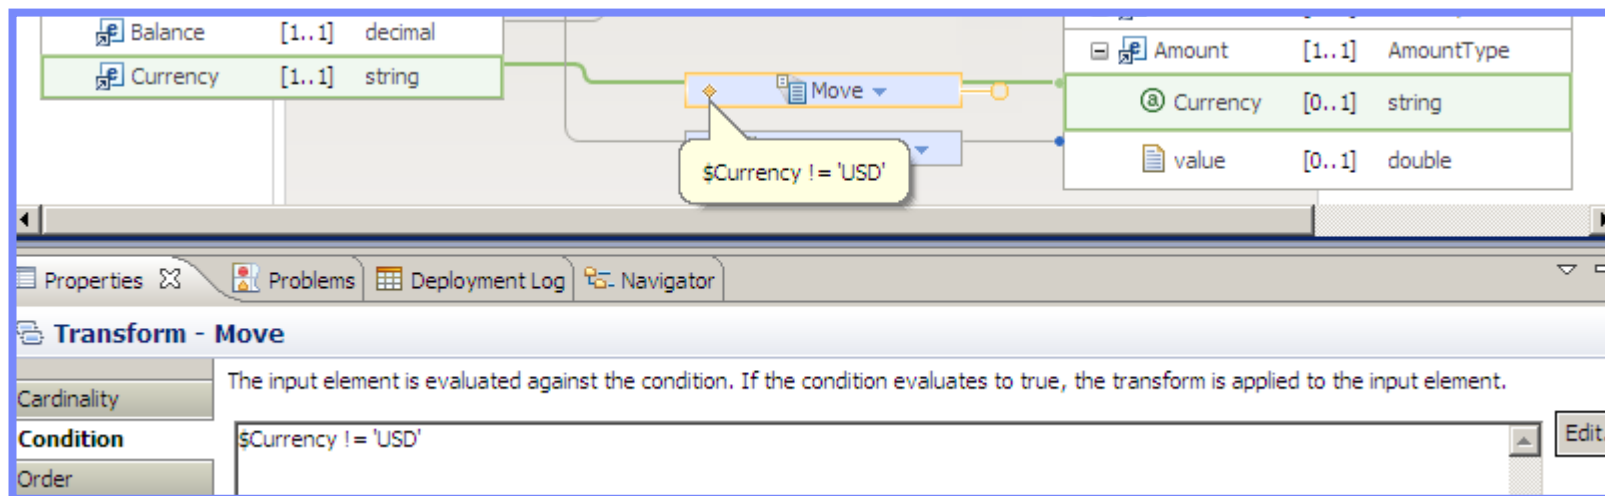 Balance [1..1] decimal
Currency [1..1] string
Amount [1..1] AmountType
Move
Currency [0..1] string
value [0..1] double
$Currency != 'USD'
Properties Problems Deployment Log Navigator
Transform - Move
The input element is evaluated against the condition. If the condition evaluates to true, the transform is applied to the input element.
Cardinality
Condition
$Currency != 'USD'
Edit.
Order